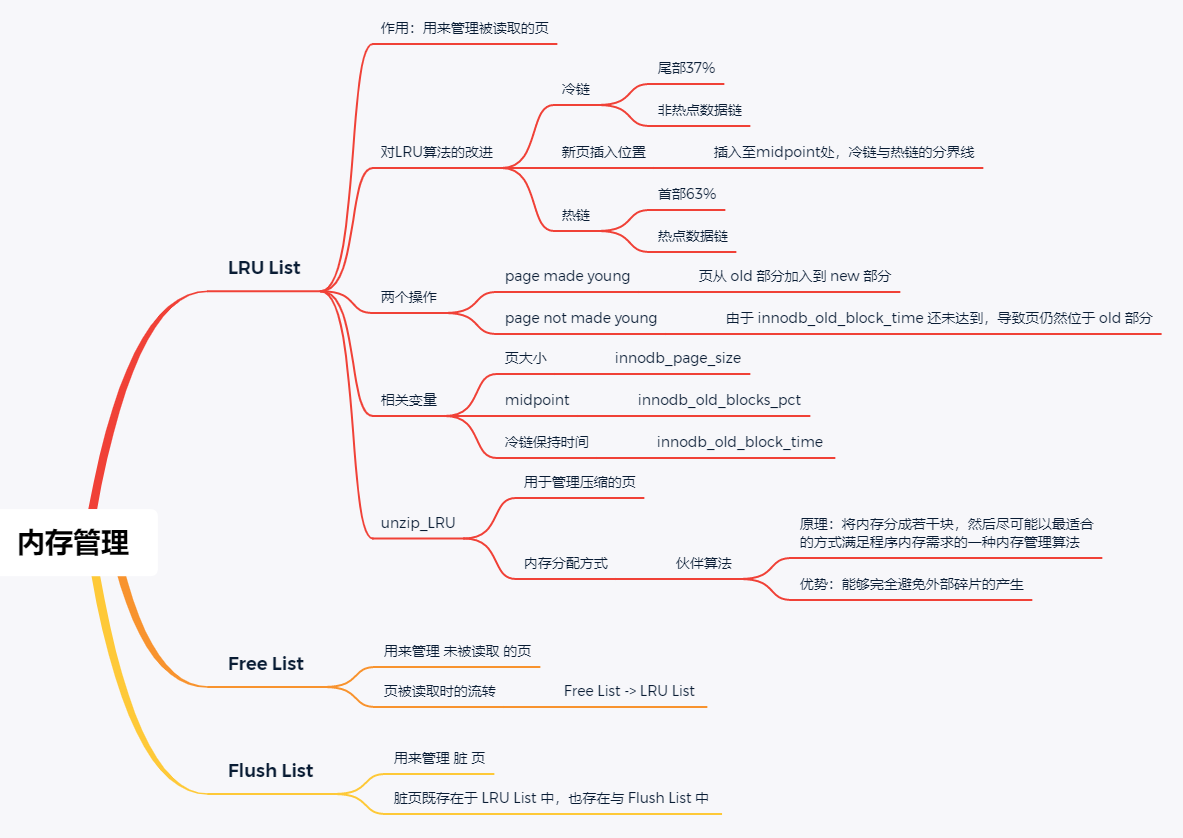 内存管理
LRU List
作用：用来管理被读取的页
对LRU算法的改进
冷链
尾部37%
非热点数据链
新页插入位置
插入至midpoint处，冷链与热链的分界线
热链
首部63%
热点数据链
两个操作
page made young
页从 old 部分加入到 new 部分
page not made young
由于 innodb_old_block_time 还未达到，导致页仍然位于 old 部分
相关变量
页大小
innodb_page_size
midpoint
innodb_old_blocks_pct
冷链保持时间
innodb_old_block_time
unzip_LRU
用于管理压缩的页
内存分配方式
伙伴算法
原理：将内存分成若干块，然后尽可能以最适合
的方式满足程序内存需求的一种内存管理算法
优势：能够完全避免外部碎片的产生
Free List
用来管理 未被读取 的页
页被读取时的流转
Free List -> LRU List
Flush List
用来管理 脏 页
脏页既存在于 LRU List 中，也存在与 Flush List 中